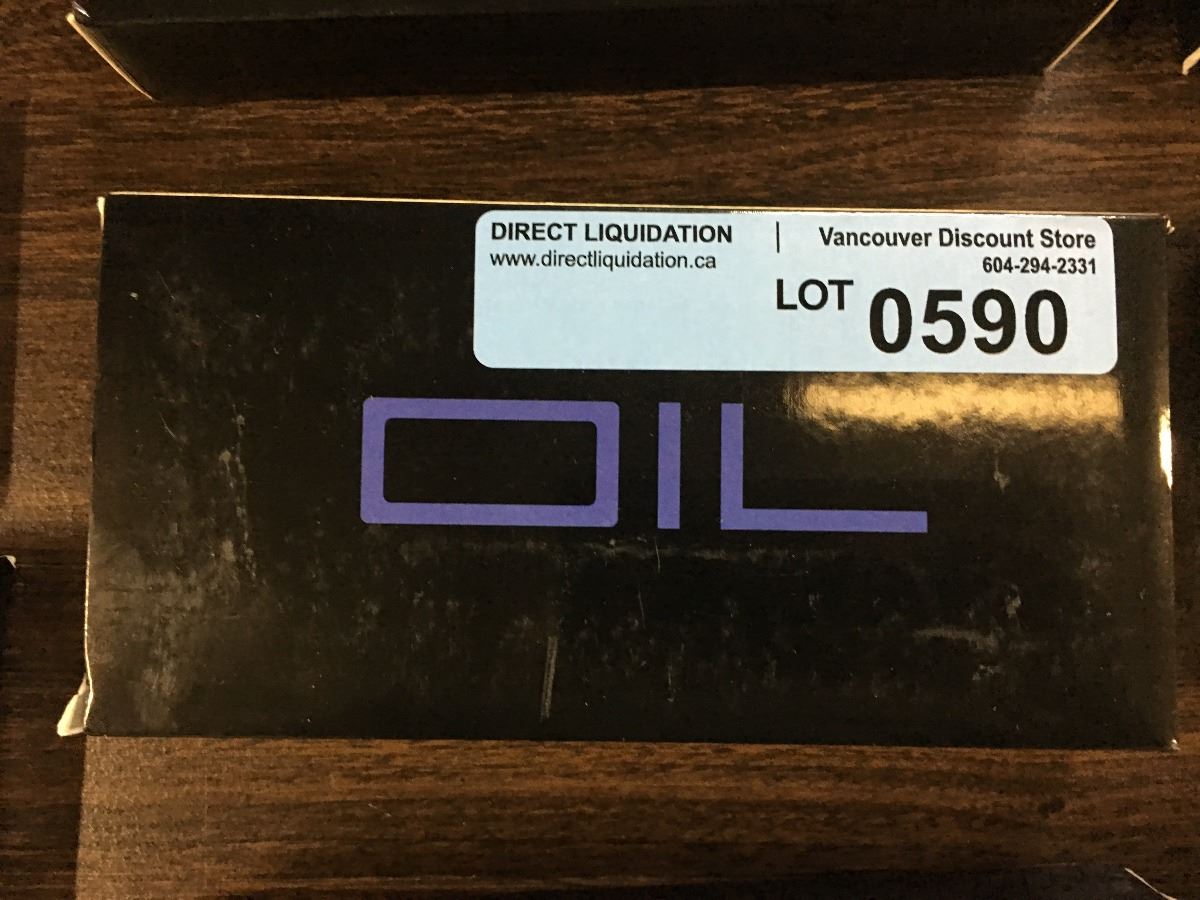 DIRECT LIQUIDATION | Vancouver Discount Store
www.directliquidation.ca 604-294-2331
LOT 0590
OIL